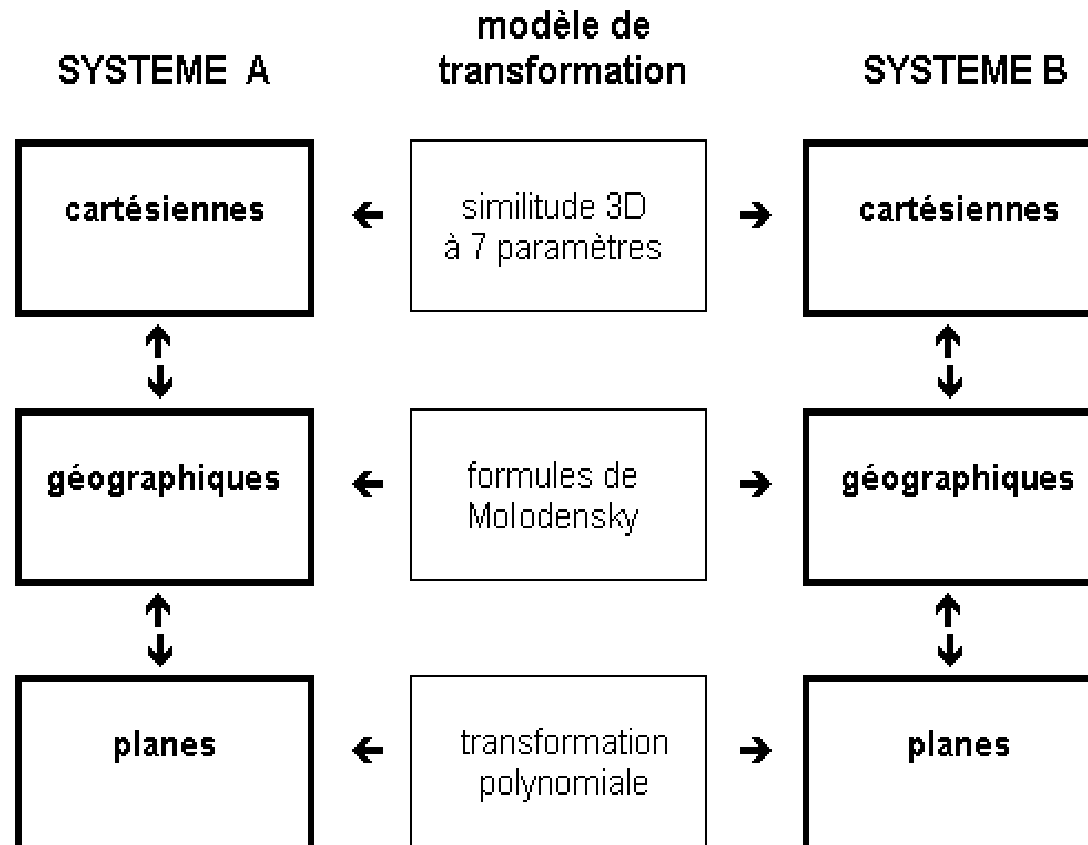 SYSTEME A
modèle de
transformation
SYSTEME B
cartésiennes
similitude 3D
à 7 paramètres
cartésiennes
géographiques
formules de
Molodensky
géographiques
planes
transformation
polynomiale
planes